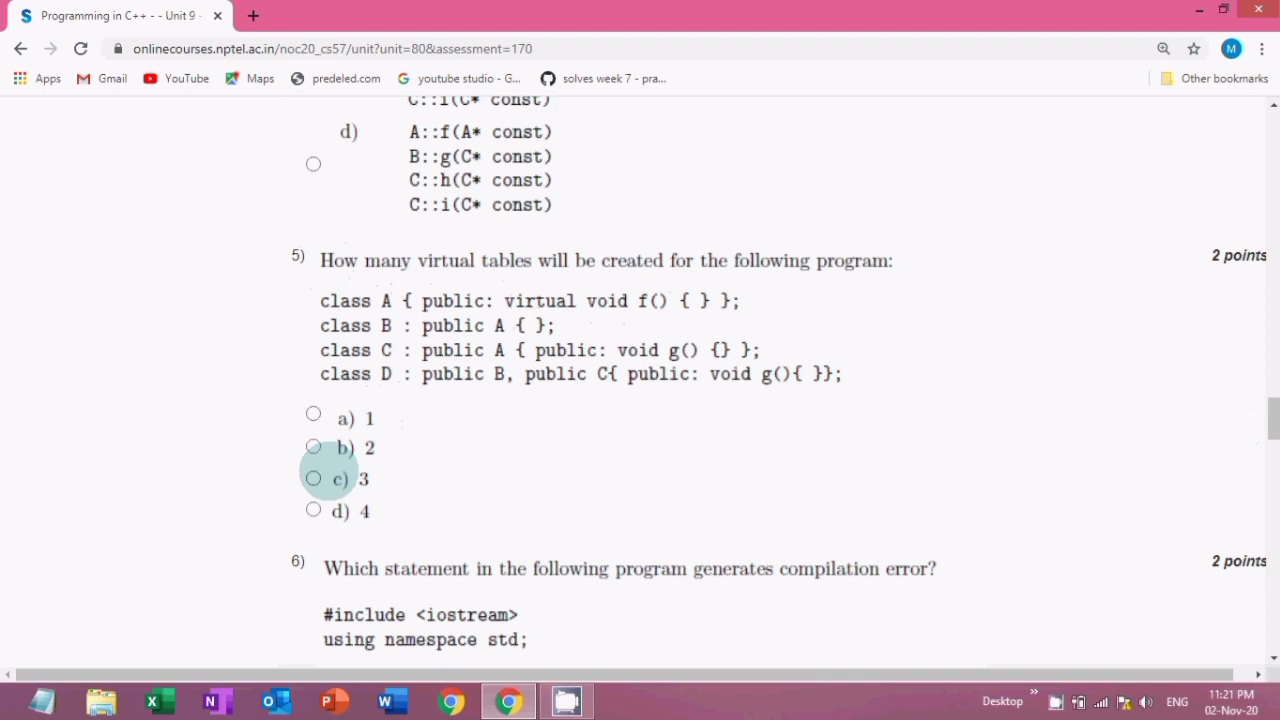 Programming in C++ - - Unit 9 -
onlinecourses.nptel.ac.in/noc20_cs57/unit?unit=80&assessment=170
M
Apps
Gmail
YouTube
Maps
predeled.com
youtube studio - G...
solves week 7 - pra...
Other bookmarks
C::i(C* const)
d) A::f(A* const)
B::g(C* const)
C::h(C* const)
C::i(C* const)
5) How many virtual tables will be created for the following program: 2 points
class A { public: virtual void f() { } };
class B : public A { };
class C : public A { public: void g() {} };
class D : public B, public C{ public: void g(){ }};
a) 1
b) 2
c) 3
d) 4
6) Which statement in the following program generates compilation error? 2 points
#include <iostream>
using namespace std;
Desktop
ENG
11:21 PM
02-Nov-20